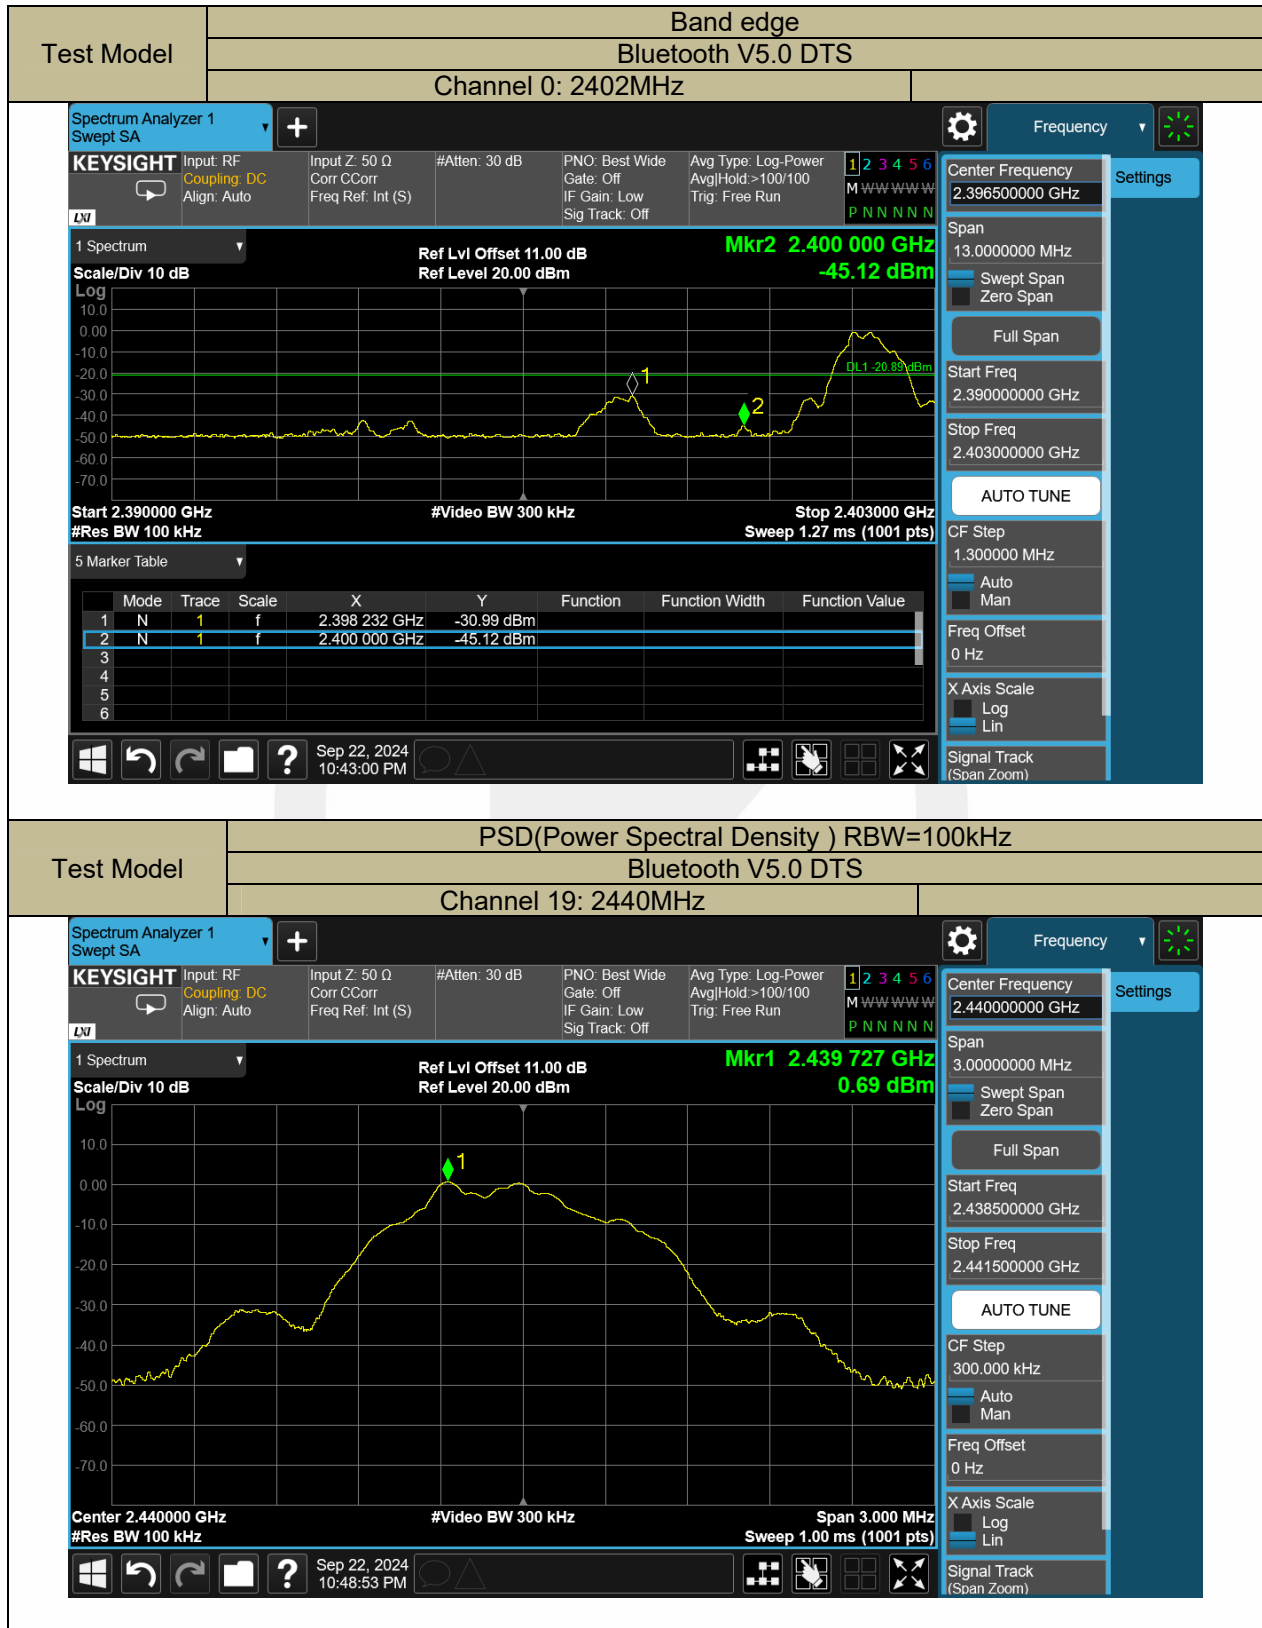 Test Model
Band edge
Bluetooth V5.0 DTS
Channel 0: 2402MHz
Spectrum Analyzer 1
Swept SA
Frequency
KEYSIGHT
LXI
Input: RF
Coupling: DC
Align: Auto
Input Z: 50 Ω
Corr CCorr
Freq Ref: Int (S)
#Atten: 30 dB
PNO: Best Wide
Gate: Off
IF Gain: Low
Sig Track: Off
Avg Type: Log-Power
Avg|Hold:>100/100
Trig: Free Run
1 2 3 4 5 6
M W W W W W
P N N N N N
Center Frequency
2.396500000 GHz
Settings
Span
13.0000000 MHz
Swept Span
Zero Span
Full Span
Start Freq
2.390000000 GHz
Stop Freq
2.403000000 GHz
AUTO TUNE
CF Step
1.300000 MHz
Auto
Man
Freq Offset
0 Hz
X Axis Scale
Log
Lin
Signal Track
(Span Zoom)
1 Spectrum
Scale/Div 10 dB
Ref Lvl Offset 11.00 dB
Ref Level 20.00 dBm
Mkr2 2.400 000 GHz
-45.12 dBm
Log
10.0
0.00
-10.0
-20.0
-30.0
-40.0
-50.0
-60.0
-70.0
DL1 -20.89 dBm
1
2
Start 2.390000 GHz
#Res BW 100 kHz
#Video BW 300 kHz
Stop 2.403000 GHz
Sweep 1.27 ms (1001 pts)
5 Marker Table
Mode Trace Scale X Y Function Function Width Function Value
1 N 1 f 2.398 232 GHz -30.99 dBm
2 N 1 f 2.400 000 GHz -45.12 dBm
3
4
5
6
?
Sep 22, 2024
10:43:00 PM
Test Model
PSD(Power Spectral Density ) RBW=100kHz
Bluetooth V5.0 DTS
Channel 19: 2440MHz
Spectrum Analyzer 1
Swept SA
Frequency
KEYSIGHT
LXI
Input: RF
Coupling: DC
Align: Auto
Input Z: 50 Ω
Corr CCorr
Freq Ref: Int (S)
#Atten: 30 dB
PNO: Best Wide
Gate: Off
IF Gain: Low
Sig Track: Off
Avg Type: Log-Power
Avg|Hold:>100/100
Trig: Free Run
1 2 3 4 5 6
M W W W W W
P N N N N N
Center Frequency
2.440000000 GHz
Settings
Span
3.00000000 MHz
Swept Span
Zero Span
Full Span
Start Freq
2.438500000 GHz
Stop Freq
2.441500000 GHz
AUTO TUNE
CF Step
300.000 kHz
Auto
Man
Freq Offset
0 Hz
X Axis Scale
Log
Lin
Signal Track
(Span Zoom)
1 Spectrum
Scale/Div 10 dB
Ref Lvl Offset 11.00 dB
Ref Level 20.00 dBm
Mkr1 2.439 727 GHz
0.69 dBm
Log
10.0
0.00
-10.0
-20.0
-30.0
-40.0
-50.0
-60.0
-70.0
1
Center 2.440000 GHz
#Res BW 100 kHz
#Video BW 300 kHz
Span 3.000 MHz
Sweep 1.00 ms (1001 pts)
?
Sep 22, 2024
10:48:53 PM